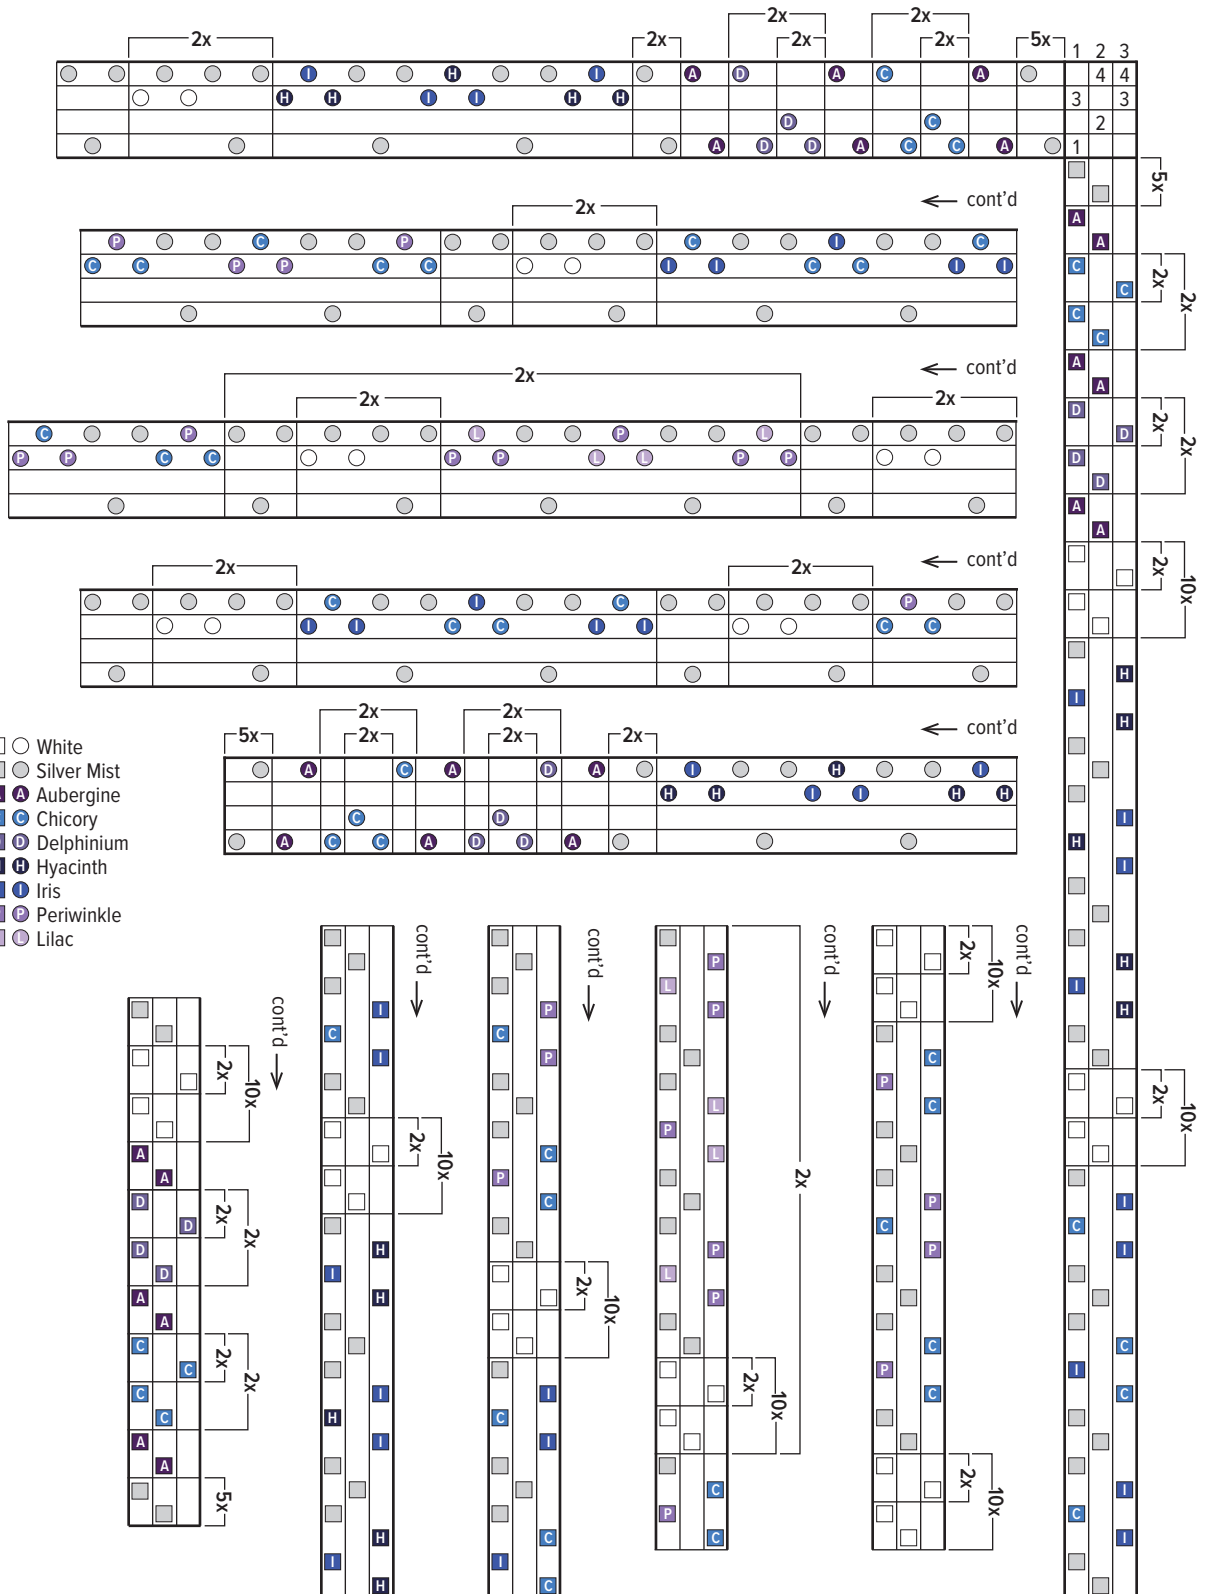 2x 2x
2x 2x 2x 2x 5x 1 2 3
I H I A D A C A 4 4
H H I I H H 3 3
D C 2
A D D A C C A 1
cont'd
2x
P C P C I C
C C P P C C I I C C I I
cont'd
2x
2x 2x
C P L P L
P P C C P P L L P P
cont'd
2x 2x
C I C P
I I C C I I C C
cont'd
2x 2x
5x 2x 2x 2x
A C A D A I H I
H H I I H H
C D
A C C A D D A
5x
A
A
C 2x 2x
C
C
C
A
A
D 2x 2x
D
D
D
A
A
2x 10x
H
I
H
I
H
I
H
I
H
2x 10x
I
C
I
C
I
C
I
C
I
White
Silver Mist
A Aubergine
C Chicory
D Delphinium
H Hyacinth
I Iris
P Periwinkle
L Lilac
cont'd
2x 10x
C
P
C
P
C
P
C
P
C
2x 10x
cont'd
2x
P
L
P
L
P
L
P
L
P
2x 10x
C
P
C
cont'd
P
C
P
C
P
C
2x 10x
I
C
I
C
I
C
cont'd
I
C
I
2x 10x
H
I
H
I
H
I
H
I
H
cont'd
2x 10x
A
A
D 2x 2x
D
D
D
A
A
C 2x 2x
C
C
C
A
A
5x